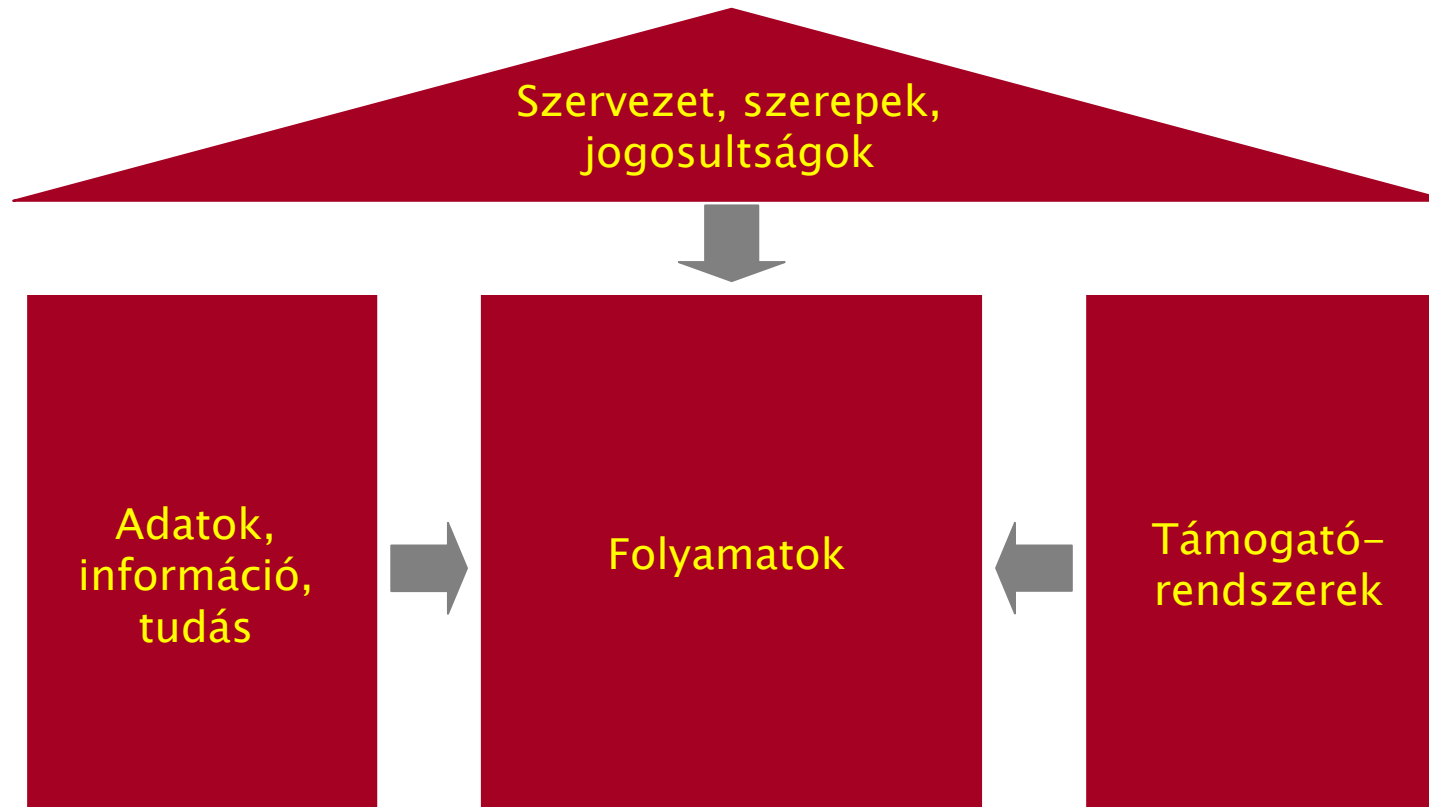 Szervezet, szerepek,
jogosultságok
Adatok,
információ,
tudás
Folyamatok
Támogató–
rendszerek